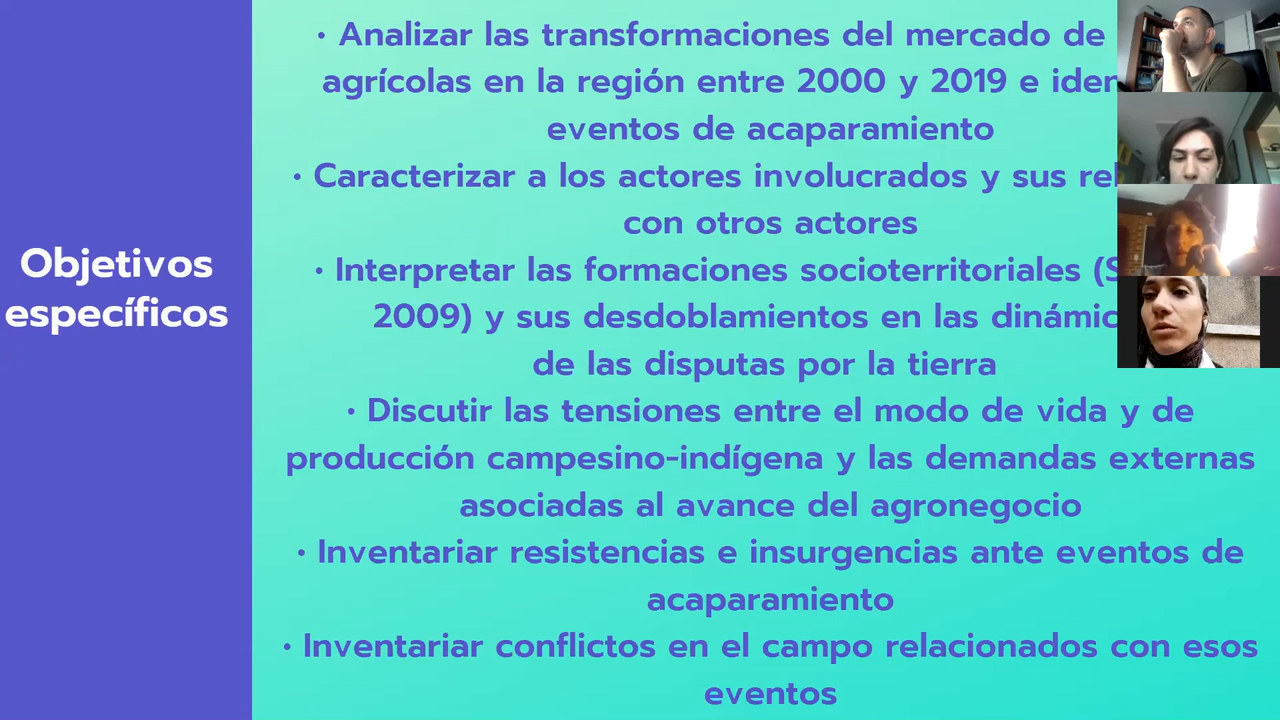 Objetivos
específicos
• Analizar las transformaciones del mercado de
agrícolas en la región entre 2000 y 2019 e
eventos de acaparamiento
• Caracterizar a los actores involucrados y sus
con otros actores
• Interpretar las formaciones socioterritoriales
2009) y sus desdoblamientos en las
de las disputas por la tierra
• Discutir las tensiones entre el modo de vida y de
producción campesino-indígena y las demandas externas
asociadas al avance del agronegocio
• Inventariar resistencias e insurgencias ante eventos de
acaparamiento
• Inventariar conflictos en el campo relacionados con esos
eventos